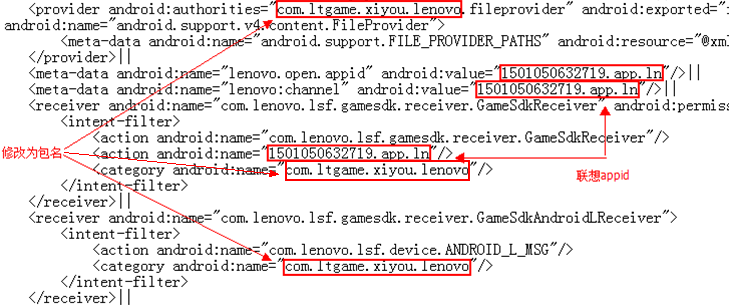 <provider android:authorities="com.ltgame.xiyou.lenovo.fileprovider" android:exported="
android:name="android.support.v4.content.FileProvider">
<meta-data android:name="android.support.FILE_PROVIDER_PATHS" android:resource="@xml
</provider>||
<meta-data android:name="lenovo.open.appid" android:value="1501050632719.app.ln"/>||
<meta-data android:name="lenovo:channel" android:value="1501050632719.app.ln"/>||
<receiver android:name="com.lenovo.lsf.gamesdk.receiver.GameSdkReceiver" android:permiss
<intent-filter>
<action android:name="com.lenovo.lsf.gamesdk.receiver.GameSdkReceiver"/>
修改为包名
<action android:name="1501050632719.app.ln"/>
<category android:name="com.ltgame.xiyou.lenovo"/>
联想appid
</intent-filter>
</receiver>||
<receiver android:name="com.lenovo.lsf.gamesdk.receiver.GameSdkAndroidLReceiver">
<intent-filter>
<action android:name="com.lenovo.lsf.device.ANDROID_L_MSG"/>
<category android:name="com.ltgame.xiyou.lenovo"/>
</intent-filter>
</receiver>||